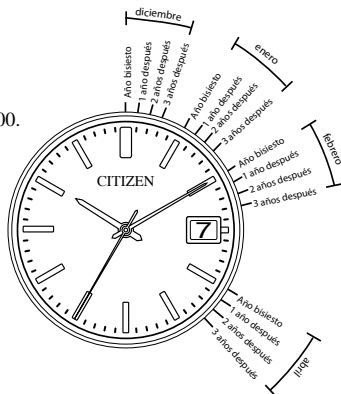 diciembre
Año bisiesto
1 año después
2 años después
3 años después
enero
Año bisiesto
1 año después
2 años después
3 años después
00.
febrero
Año bisiesto
1 año después
2 años después
3 años después
CITIZEN
7
Año bisiesto
1 año después
2 años después
3 años después
abril